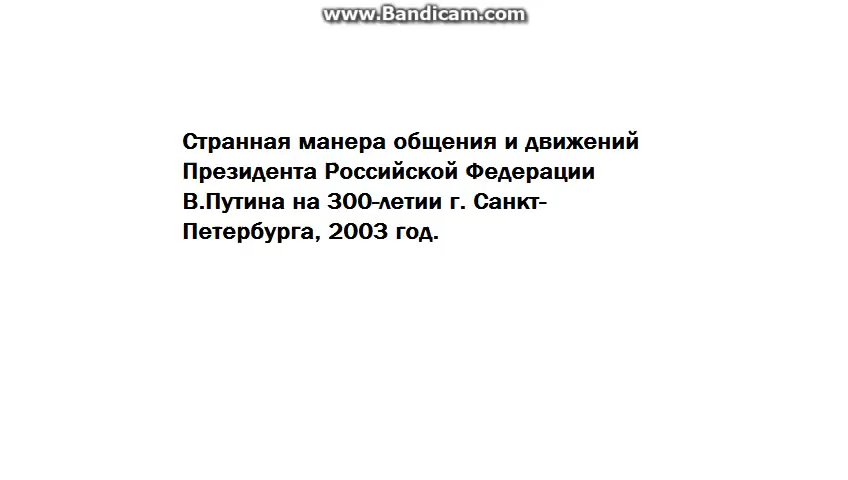 www.Bandicam.com
Странная манера общения и движений
Президента Российской Федерации
В.Путина на 300-летии г. Санкт-
Петербурга, 2003 год.